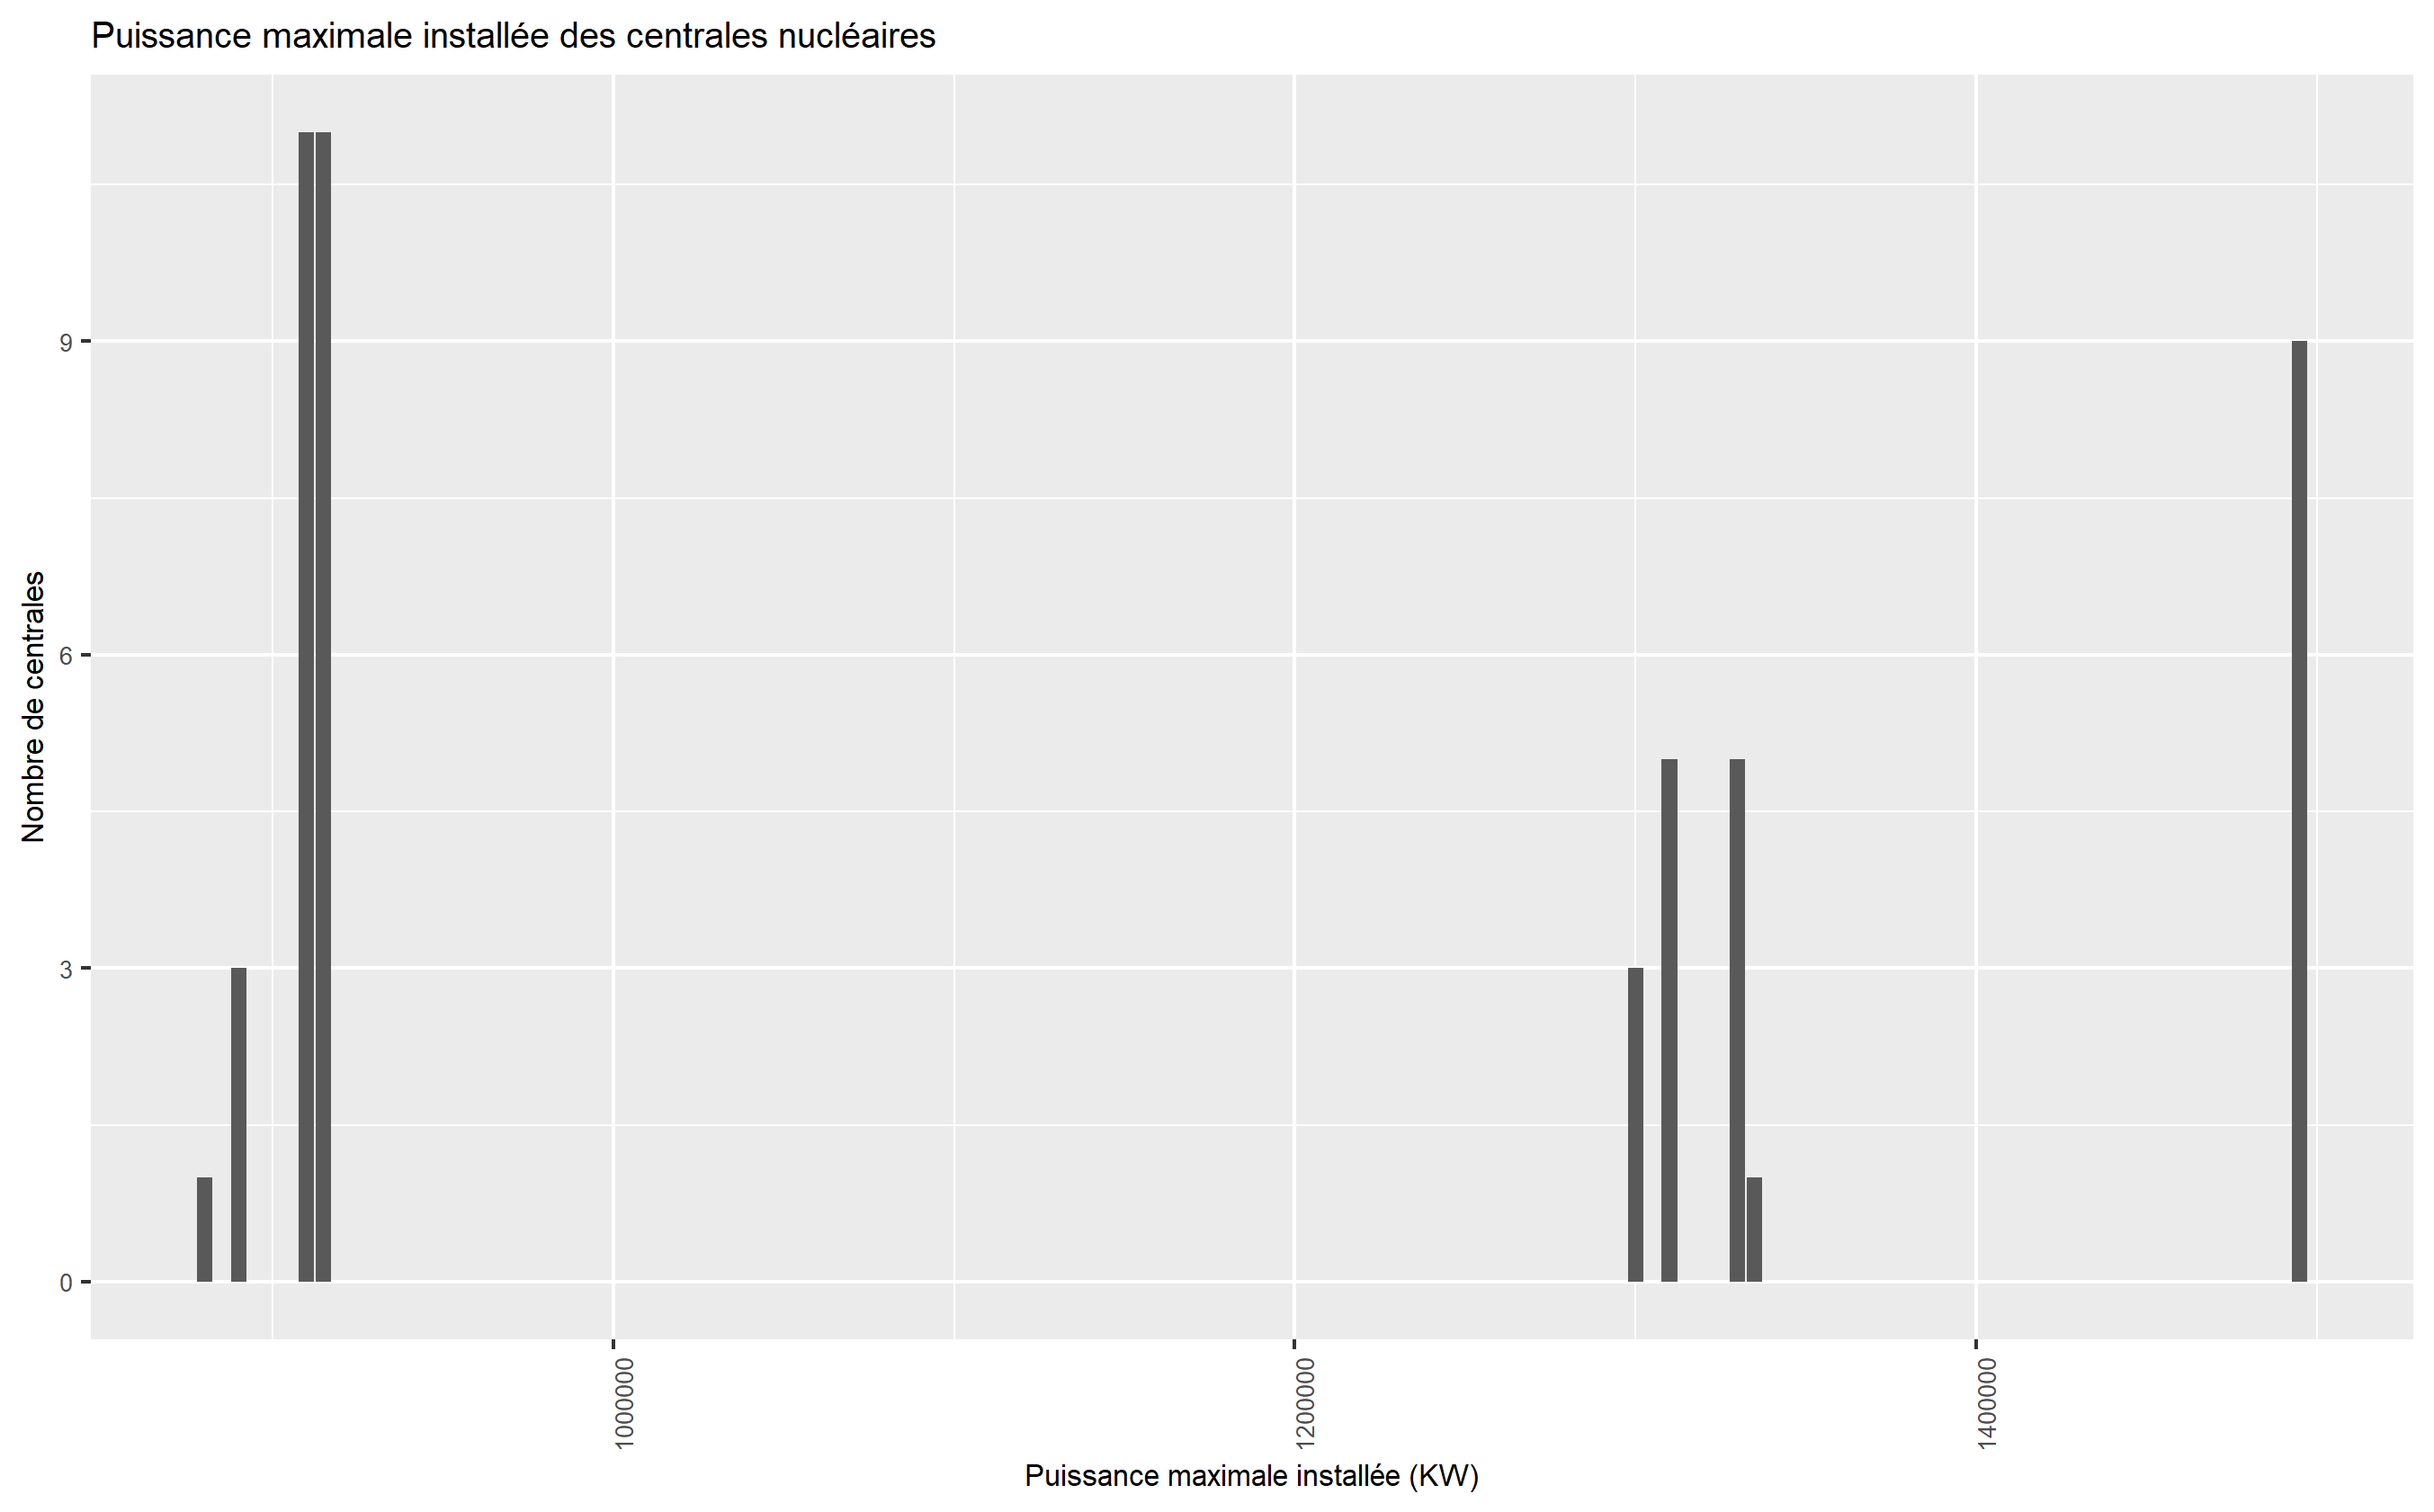 Puissance maximale installée des centrales nucléaires
Nombre de centrales
9
6
3
0
1000000
1200000
1400000
Puissance maximale installée (KW)